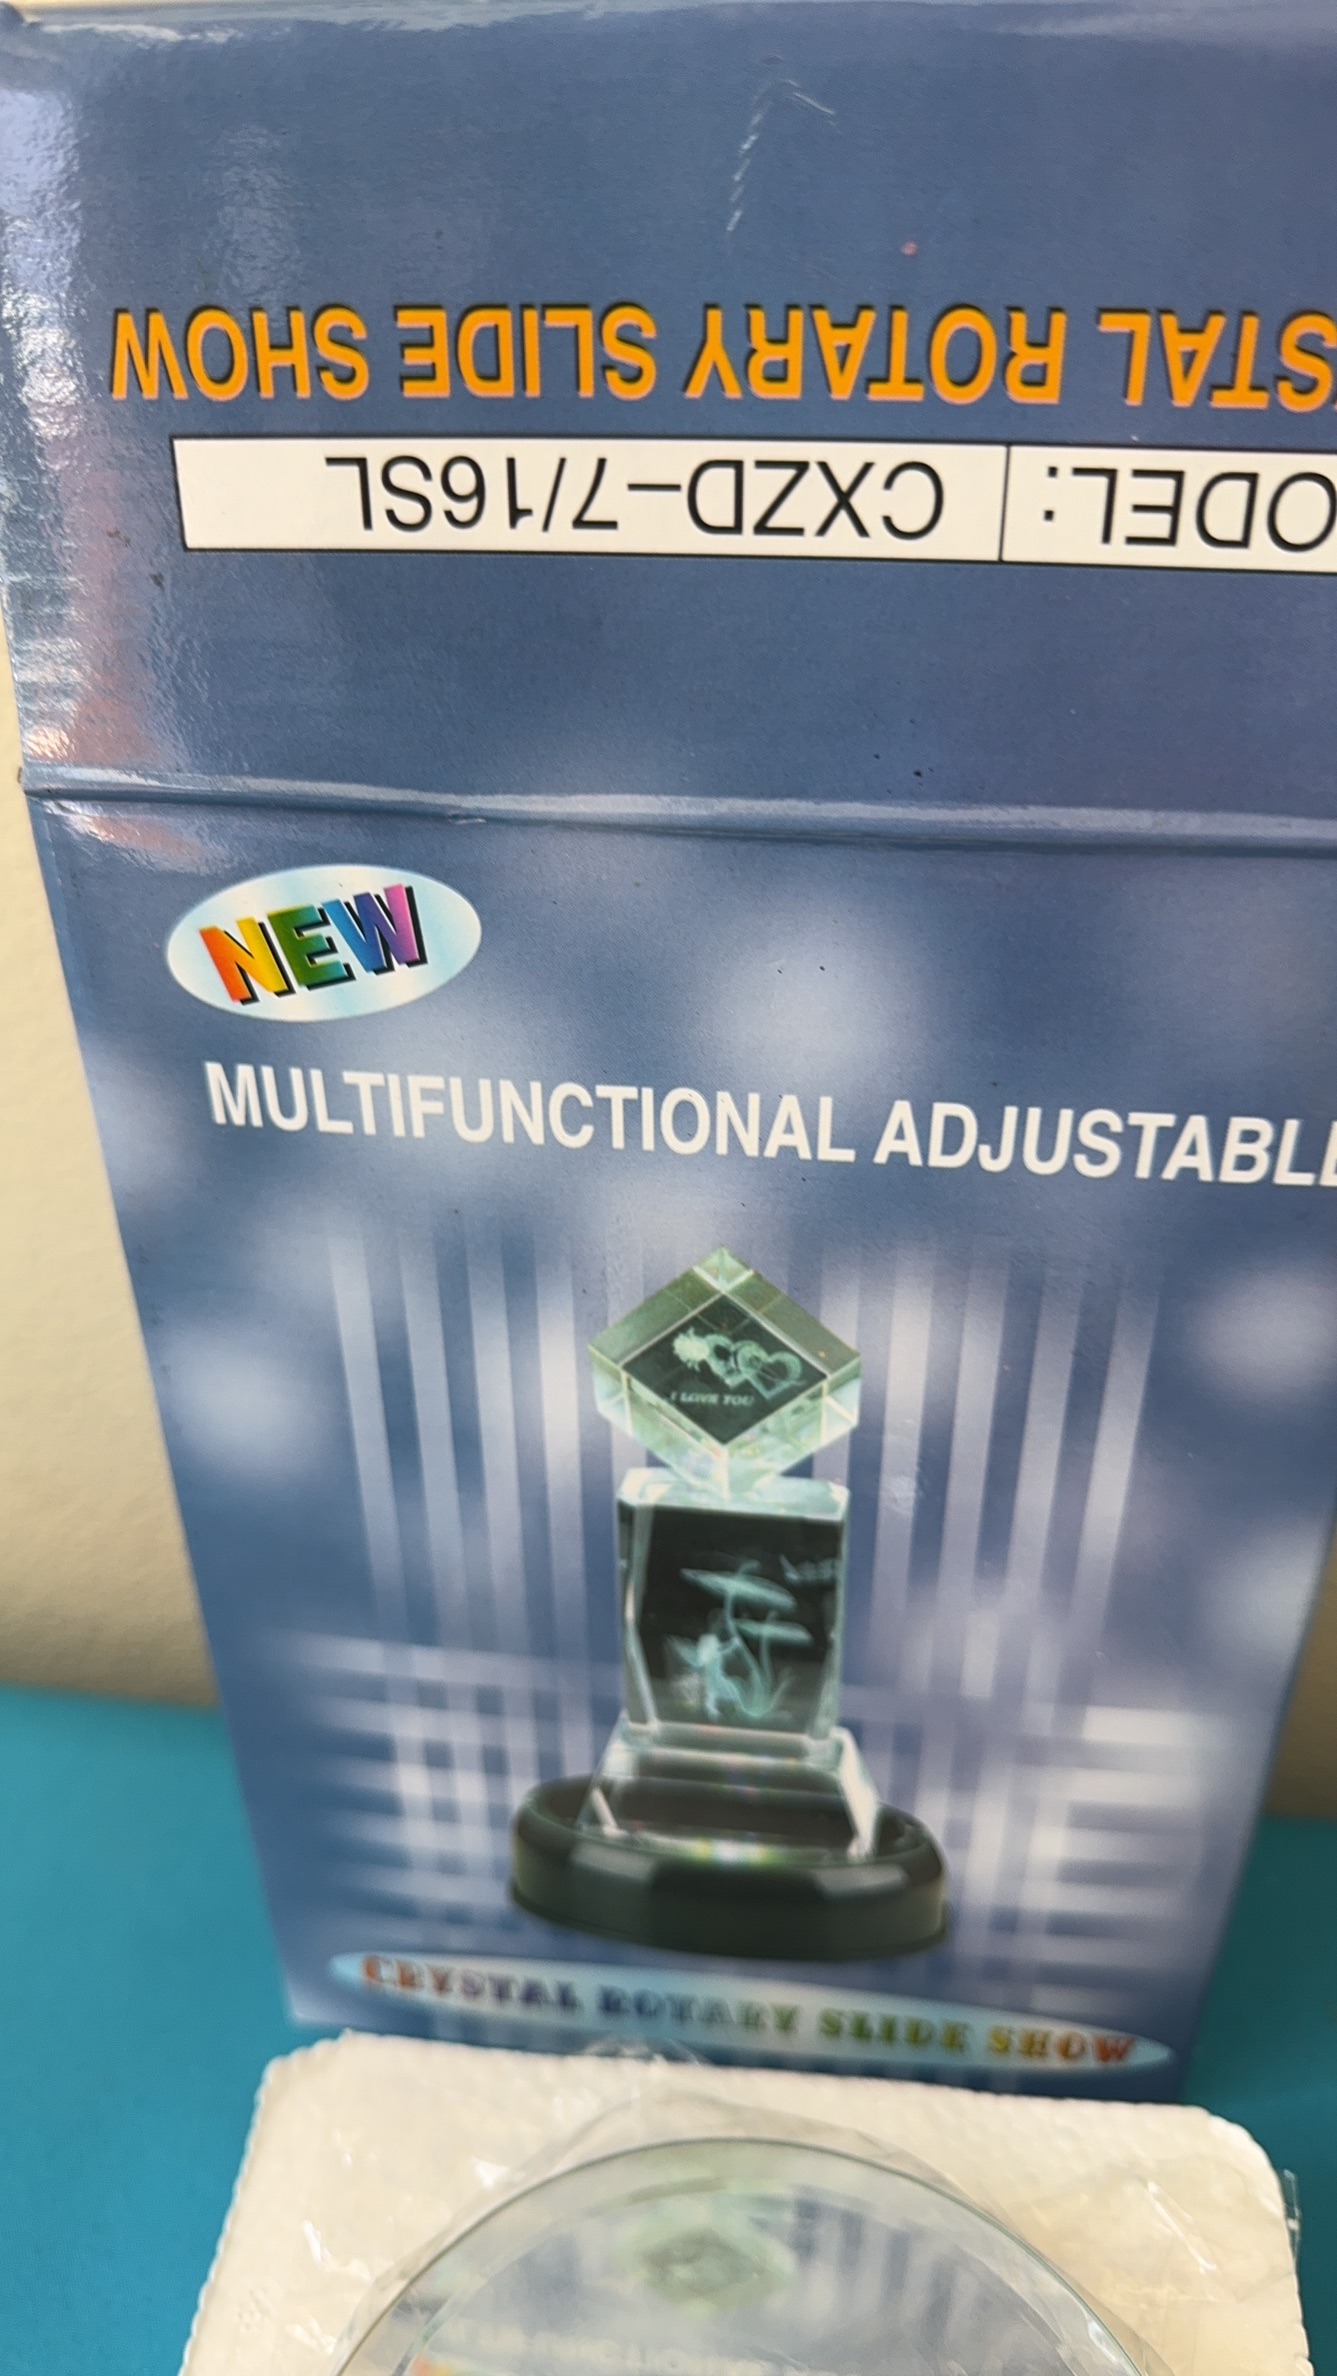 STAL ROTARY SLIDE SHOW
ODEL: CXZD-7/16SL
NEW
MULTIFUNCTIONAL ADJUSTABLE
I LOVE YOU
CRYSTAL ROTARY SLIDE SHOW